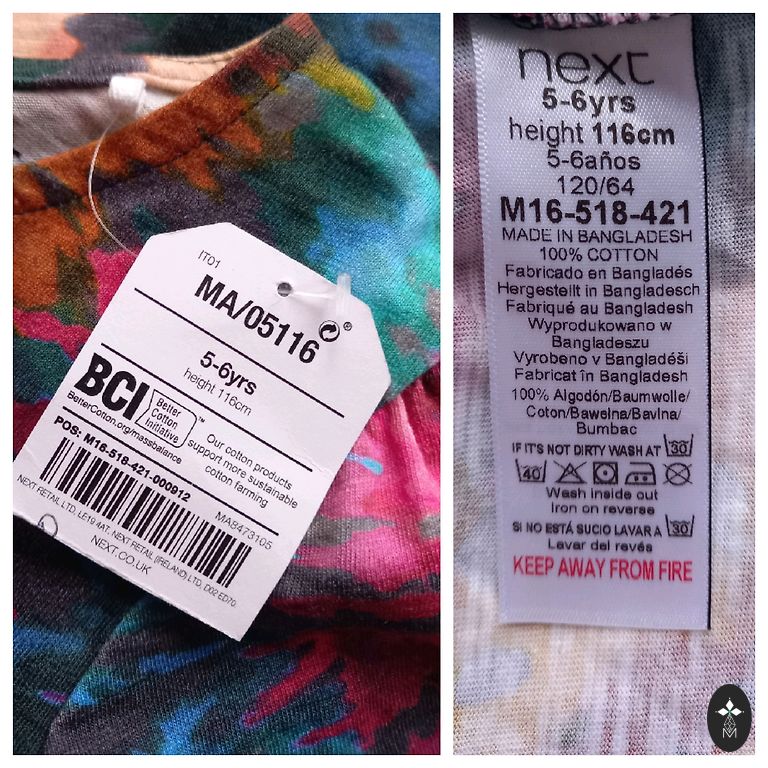 IT01
MA/05116
®
5-6yrs
height 116cm
BCI
Better
Cotton
Initiative
™
BetterCotton.org/massbalance
Our cotton products
support more sustainable
cotton farming
POS: M16-518-421-000912
MA8473105
NEXT RETAIL LTD, LE19 4AT, NEXT RETAIL (IRELAND) LTD, D02 ED70.
NEXT.CO.UK
next
5-6yrs
height 116cm
5-6años
120/64
M16-518-421
MADE IN BANGLADESH
100% COTTON
Fabricado en Bangladés
Hergestellt in Bangladesch
Fabriqué au Bangladesh
Wyprodukowano w
Bangladeszu
Vyrobeno v Bangladéši
Fabricat în Bangladesh
100% Algodón/Baumwolle/
Coton/Bawełna/Bavlna/
Bumbac
IF IT'S NOT DIRTY WASH AT 30
40
Wash inside out
Iron on reverse
SI NO ESTÁ SUCIO LAVAR A 30
Lavar del revés
KEEP AWAY FROM FIRE